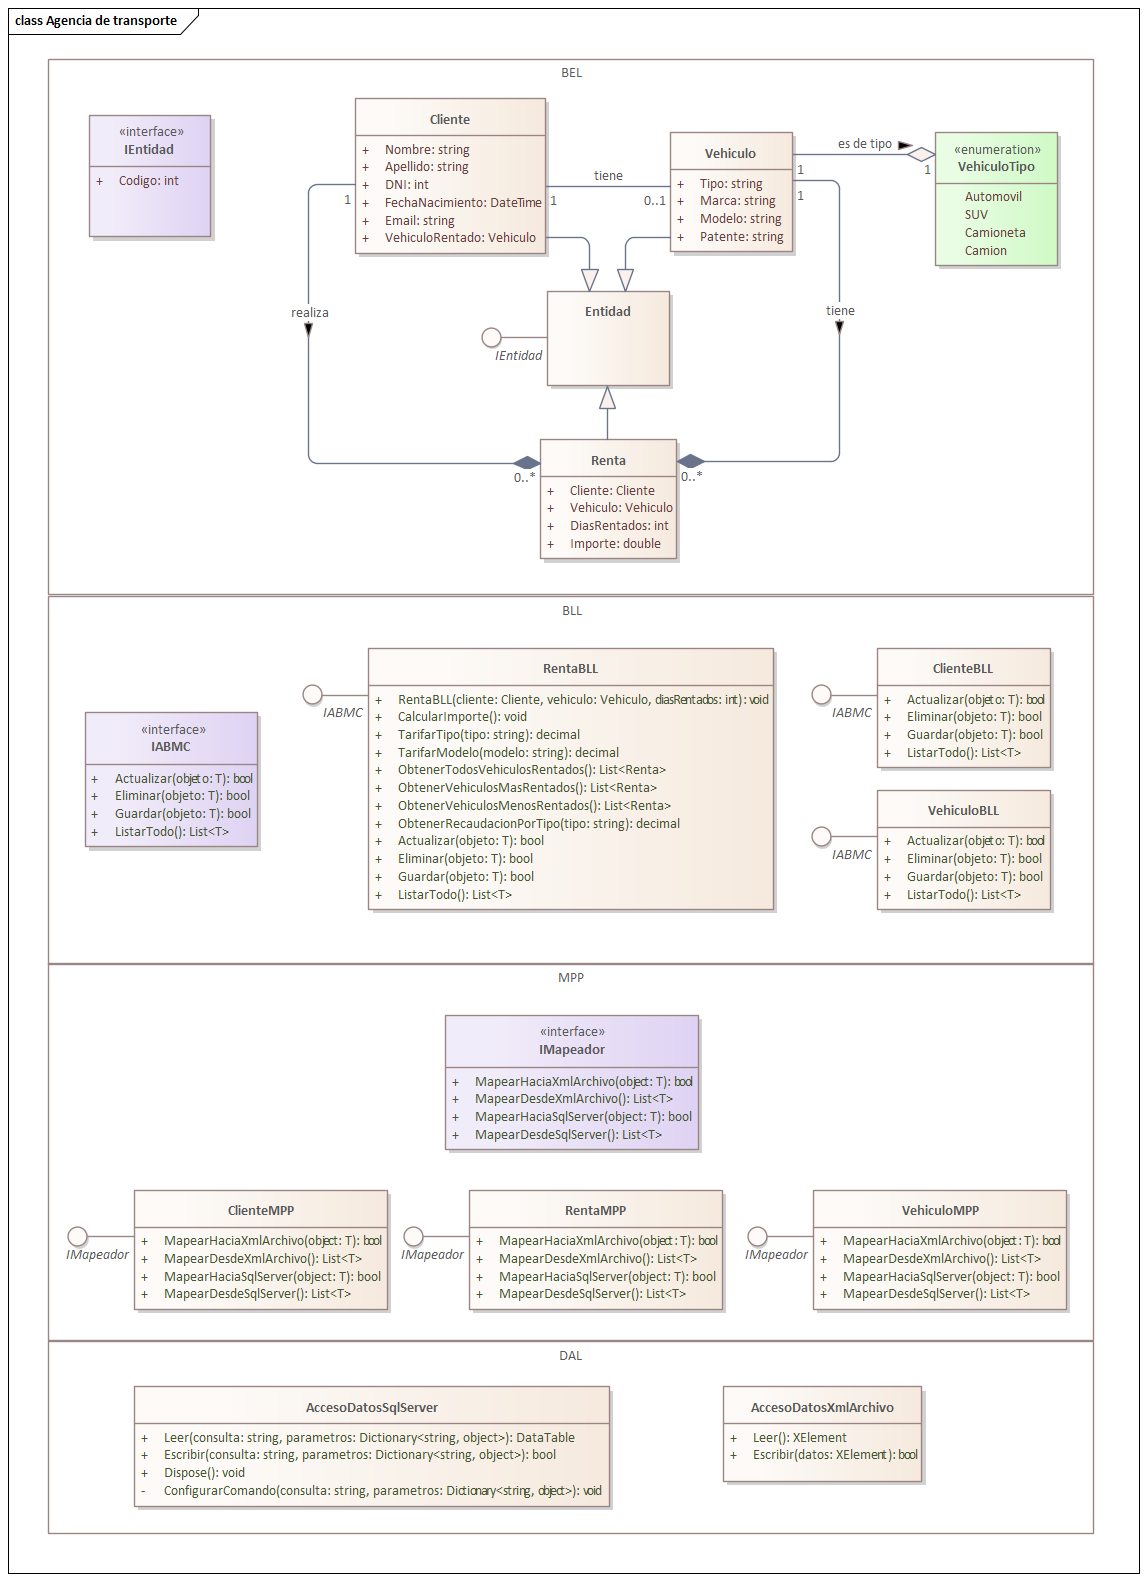 class Agencia de transporte
BEL
«interface»
IEntidad
+ Codigo: int
Cliente
+ Nombre: string
+ Apellido: string
+ DNI: int
+ FechaNacimiento: DateTime
+ Email: string
+ VehiculoRentado: Vehiculo
tiene
1
0..1
Vehiculo
+ Tipo: string
+ Marca: string
+ Modelo: string
+ Patente: string
es de tipo
1
1
«enumeration»
VehiculoTipo
Automovil
SUV
Camioneta
Camion
1
realiza
0..*
1
tiene
0..*
Entidad
IEntidad
Renta
+ Cliente: Cliente
+ Vehiculo: Vehiculo
+ DiasRentados: int
+ Importe: double
BLL
«interface»
IABMC
+ Actualizar(objeto: T): bool
+ Eliminar(objeto: T): bool
+ Guardar(objeto: T): bool
+ ListarTodo(): List<T>
IABMC
RentaBLL
+ RentaBLL(cliente: Cliente, vehiculo: Vehiculo, diasRentados: int): void
+ CalcularImporte(): void
+ TarifarTipo(tipo: string): decimal
+ TarifarModelo(modelo: string): decimal
+ ObtenerTodosVehiculosRentados(): List<Renta>
+ ObtenerVehiculosMasRentados(): List<Renta>
+ ObtenerVehiculosMenosRentados(): List<Renta>
+ ObtenerRecaudacionPorTipo(tipo: string): decimal
+ Actualizar(objeto: T): bool
+ Eliminar(objeto: T): bool
+ Guardar(objeto: T): bool
+ ListarTodo(): List<T>
IABMC
ClienteBLL
+ Actualizar(objeto: T): bool
+ Eliminar(objeto: T): bool
+ Guardar(objeto: T): bool
+ ListarTodo(): List<T>
IABMC
VehiculoBLL
+ Actualizar(objeto: T): bool
+ Eliminar(objeto: T): bool
+ Guardar(objeto: T): bool
+ ListarTodo(): List<T>
MPP
«interface»
IMapeador
+ MapearHaciaXmlArchivo(object: T): bool
+ MapearDesdeXmlArchivo(): List<T>
+ MapearHaciaSqlServer(object: T): bool
+ MapearDesdeSqlServer(): List<T>
IMapeador
ClienteMPP
+ MapearHaciaXmlArchivo(object: T): bool
+ MapearDesdeXmlArchivo(): List<T>
+ MapearHaciaSqlServer(object: T): bool
+ MapearDesdeSqlServer(): List<T>
IMapeador
RentaMPP
+ MapearHaciaXmlArchivo(object: T): bool
+ MapearDesdeXmlArchivo(): List<T>
+ MapearHaciaSqlServer(object: T): bool
+ MapearDesdeSqlServer(): List<T>
IMapeador
VehiculoMPP
+ MapearHaciaXmlArchivo(object: T): bool
+ MapearDesdeXmlArchivo(): List<T>
+ MapearHaciaSqlServer(object: T): bool
+ MapearDesdeSqlServer(): List<T>
DAL
AccesoDatosSqlServer
+ Leer(consulta: string, parametros: Dictionary<string, object>): DataTable
+ Escribir(consulta: string, parametros: Dictionary<string, object>): bool
+ Dispose(): void
- ConfigurarComando(consulta: string, parametros: Dictionary<string, object>): void
AccesoDatosXmlArchivo
+ Leer(): XElement
+ Escribir(datos: XElement): bool